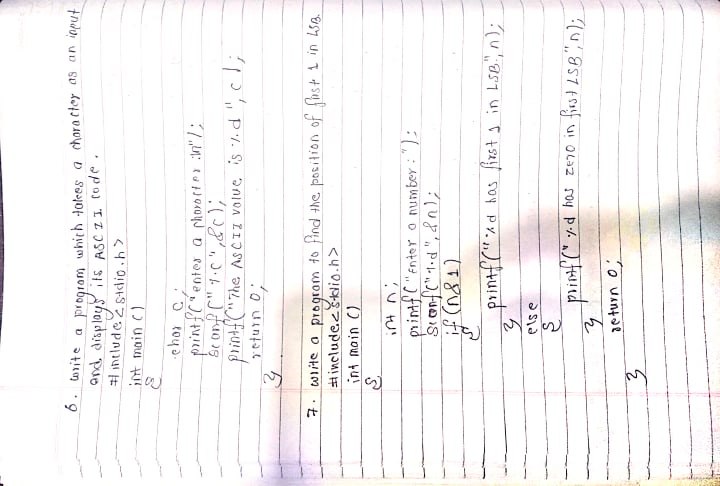 6. write a program which takes a character as an input
and displays its ASCII code.
#include<stdio.h>
int main()
{
char c;
printf("enter a character :\n");
scanf("%c",&c);
printf("The ASCII value is %d", c);
return 0;
}
7. write a program to find the position of first 1 in LSB.
#include<stdio.h>
int main()
{
int n;
printf("Enter a number: ");
scanf("%d",&n);
if (n&1)
{
printf("%d has first 1 in LSB", n);
}
else
{
printf("%d has zero in first LSB", n);
}
return 0;
}